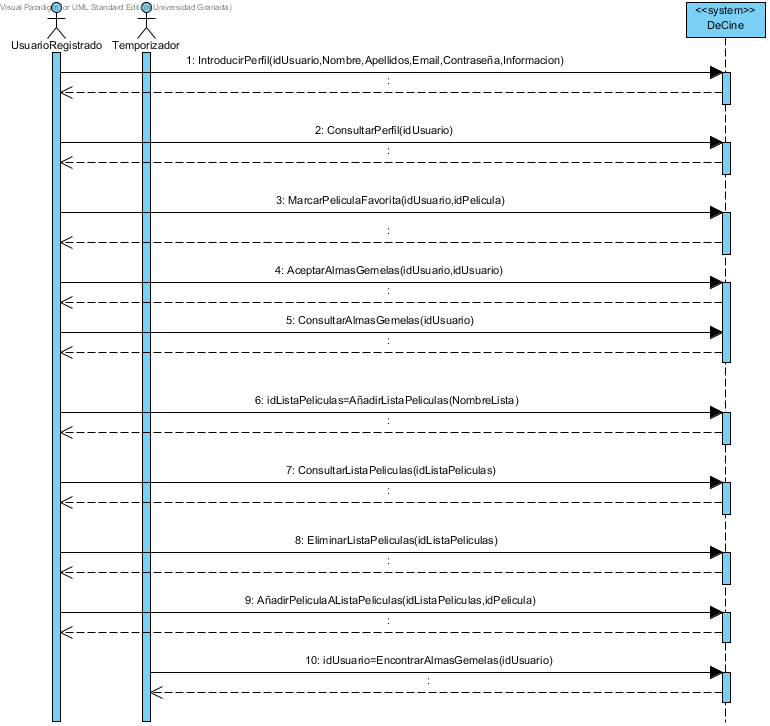 Visual Paradigm for UML Standard Edition(Universidad Granada)
<<system>>
DeCine
UsuarioRegistrado
Temporizador
1: IntroducirPerfil(idUsuario,Nombre,Apellidos,Email,Contraseña,Informacion)
:
2: ConsultarPerfil(idUsuario)
:
3: MarcarPeliculaFavorita(idUsuario,idPelicula)
:
4: AceptarAlmasGemelas(idUsuario,idUsuario)
:
5: ConsultarAlmasGemelas(idUsuario)
:
6: idListaPeliculas=AñadirListaPeliculas(NombreLista)
:
7: ConsultarListaPeliculas(idListaPeliculas)
:
8: EliminarListaPeliculas(idListaPeliculas)
:
9: AñadirPeliculaAListaPeliculas(idListaPeliculas,idPelicula)
:
10: idUsuario=EncontrarAlmasGemelas(idUsuario)
: